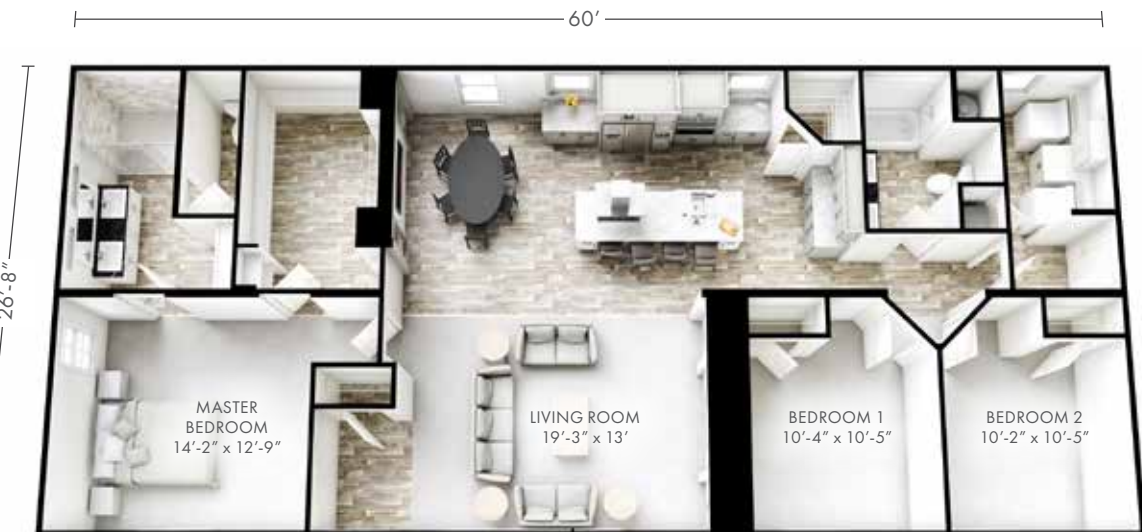 60’
26’-8”
MASTER
BEDROOM
14’-2” x 12’-9”
LIVING ROOM
19’-3” x 13’
BEDROOM 1
10’-4” x 10’-5”
BEDROOM 2
10’-2” x 10’-5”